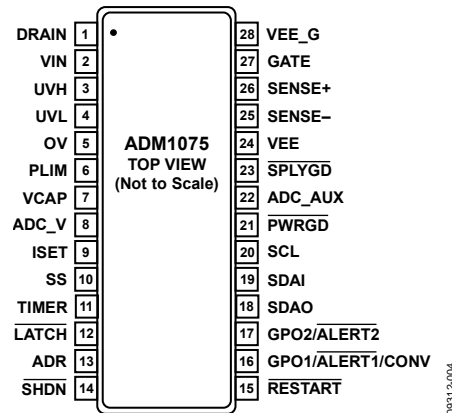 DRAIN 1
VIN 2
UVH 3
UVL 4
OV 5
PLIM 6
VCAP 7
ADC_V 8
ISET 9
SS 10
TIMER 11
LATCH 12
ADR 13
SHDN 14
ADM1075
TOP VIEW
(Not to Scale)
28 VEE_G
27 GATE
26 SENSE+
25 SENSE–
24 VEE
23 SPLYGD
22 ADC_AUX
21 PWRGD
20 SCL
19 SDAI
18 SDAO
17 GPO2/ALERT2
16 GPO1/ALERT1/CONV
15 RESTART
09312-004